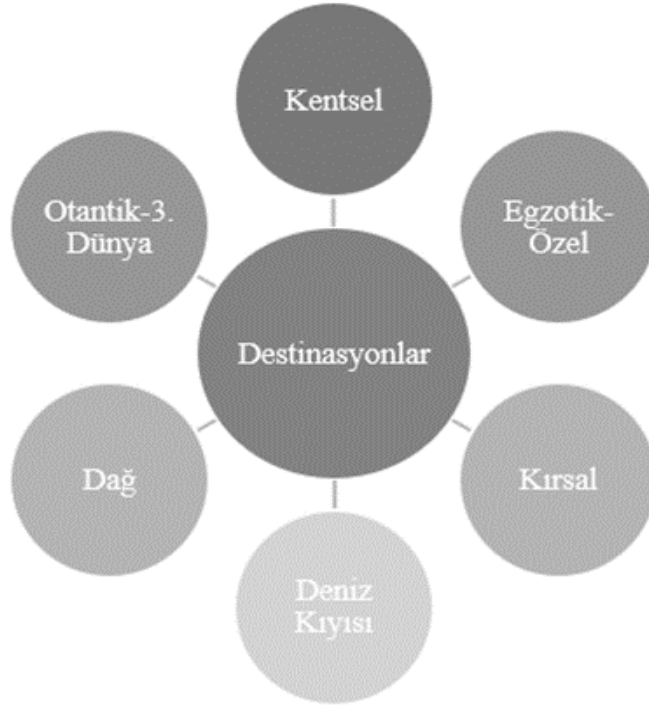 Kentsel
Otantik-3.
Dünya
Egzotik-
Özel
Destinasyonlar
Dağ
Kırsal
Deniz
Kıyısı